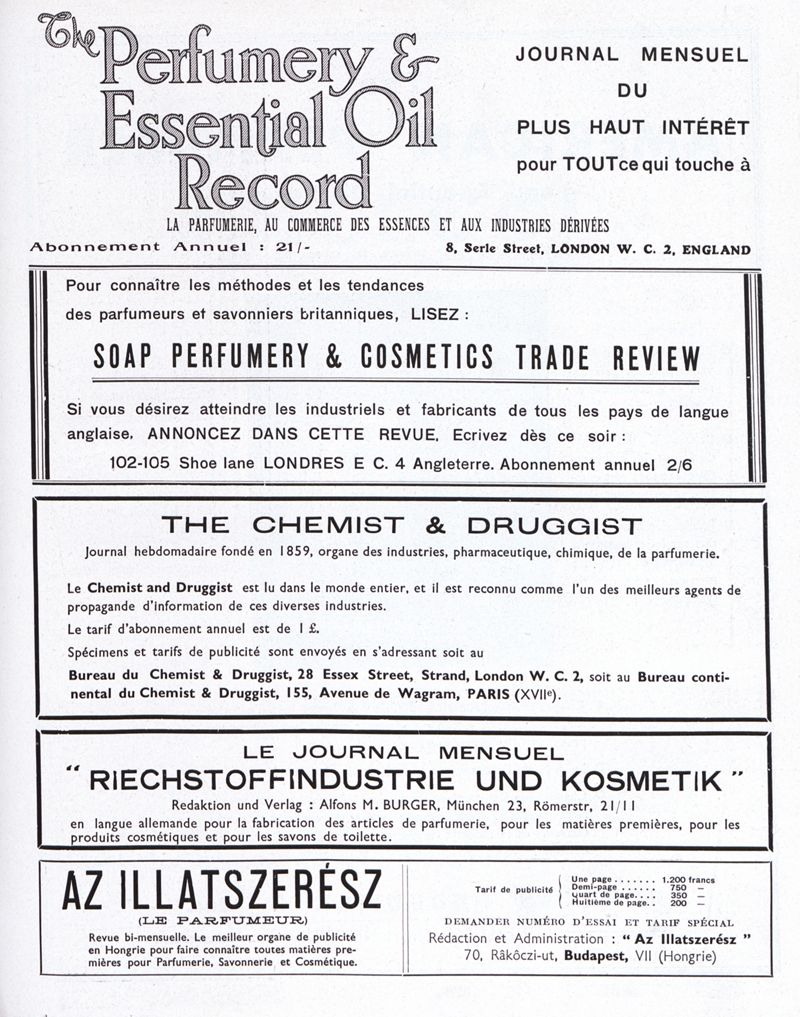 The Perfumery &
Essential Oil
Record
JOURNAL MENSUEL
DU
PLUS HAUT INTÉRÊT
pour TOUT ce qui touche à
LA PARFUMERIE, AU COMMERCE DES ESSENCES ET AUX INDUSTRIES DÉRIVÉES
Abonnement Annuel : 21/-
8, Serle Street, LONDON W. C. 2, ENGLAND
Pour connaître les méthodes et les tendances
des parfumeurs et savonniers britanniques, LISEZ :
SOAP PERFUMERY & COSMETICS TRADE REVIEW
Si vous désirez atteindre les industriels et fabricants de tous les pays de langue
anglaise, ANNONCEZ DANS CETTE REVUE, Ecrivez dès ce soir :
102-105 Shoe lane LONDRES E C. 4 Angleterre. Abonnement annuel 2/6
THE CHEMIST & DRUGGIST
Journal hebdomadaire fondé en 1859, organe des industries, pharmaceutique, chimique, de la parfumerie.
Le Chemist and Druggist est lu dans le monde entier, et il est reconnu comme l'un des meilleurs agents de
propagande d'information de ces diverses industries.
Le tarif d'abonnement annuel est de 1 £.
Spécimens et tarifs de publicité sont envoyés en s'adressant soit au
Bureau du Chemist & Druggist, 28 Essex Street, Strand, London W. C. 2, soit au Bureau conti-
nental du Chemist & Druggist, 155, Avenue de Wagram, PARIS (XVIIe).
LE JOURNAL MENSUEL
" RIECHSTOFFINDUSTRIE UND KOSMETIK "
Redaktion und Verlag : Alfons M. BURGER, München 23, Römerstr, 21/11
en langue allemande pour la fabrication des articles de parfumerie, pour les matières premières, pour les
produits cosmétiques et pour les savons de toilette.
AZ ILLATSZERÉSZ
(LE PARFUMEUR)
Revue bi-mensuelle. Le meilleur organe de publicité
en Hongrie pour faire connaître toutes matières pre-
mières pour Parfumerie, Savonnerie et Cosmétique.
Tarif de publicité
Une page . . . . . . . 1.200 francs
Demi-page . . . . . . 750 —
Quart de page. . . . 350 —
Huitième de page. . 200 —
DEMANDER NUMÉRO D'ESSAI ET TARIF SPÉCIAL
Rédaction et Administration : " Az Illatszerész "
70, Râkôczi-ut, Budapest, VII (Hongrie)